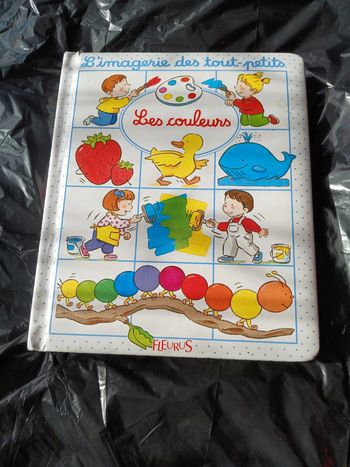 L'imagerie des tout-petits
Les couleurs
FLEURUS